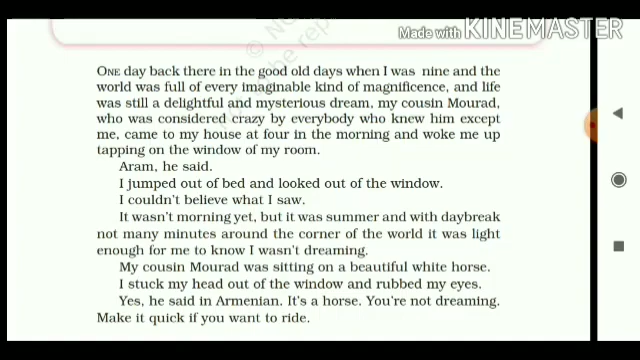 Made with KINEMASTER
© Ne
be rep
ONE day back there in the good old days when I was nine and the
world was full of every imaginable kind of magnificence, and life
was still a delightful and mysterious dream, my cousin Mourad,
who was considered crazy by everybody who knew him except
me, came to my house at four in the morning and woke me up
tapping on the window of my room.
Aram, he said.
I jumped out of bed and looked out of the window.
I couldn't believe what I saw.
It wasn't morning yet, but it was summer and with daybreak
not many minutes around the corner of the world it was light
enough for me to know I wasn't dreaming.
My cousin Mourad was sitting on a beautiful white horse.
I stuck my head out of the window and rubbed my eyes.
Yes, he said in Armenian. It's a horse. You're not dreaming.
Make it quick if you want to ride.